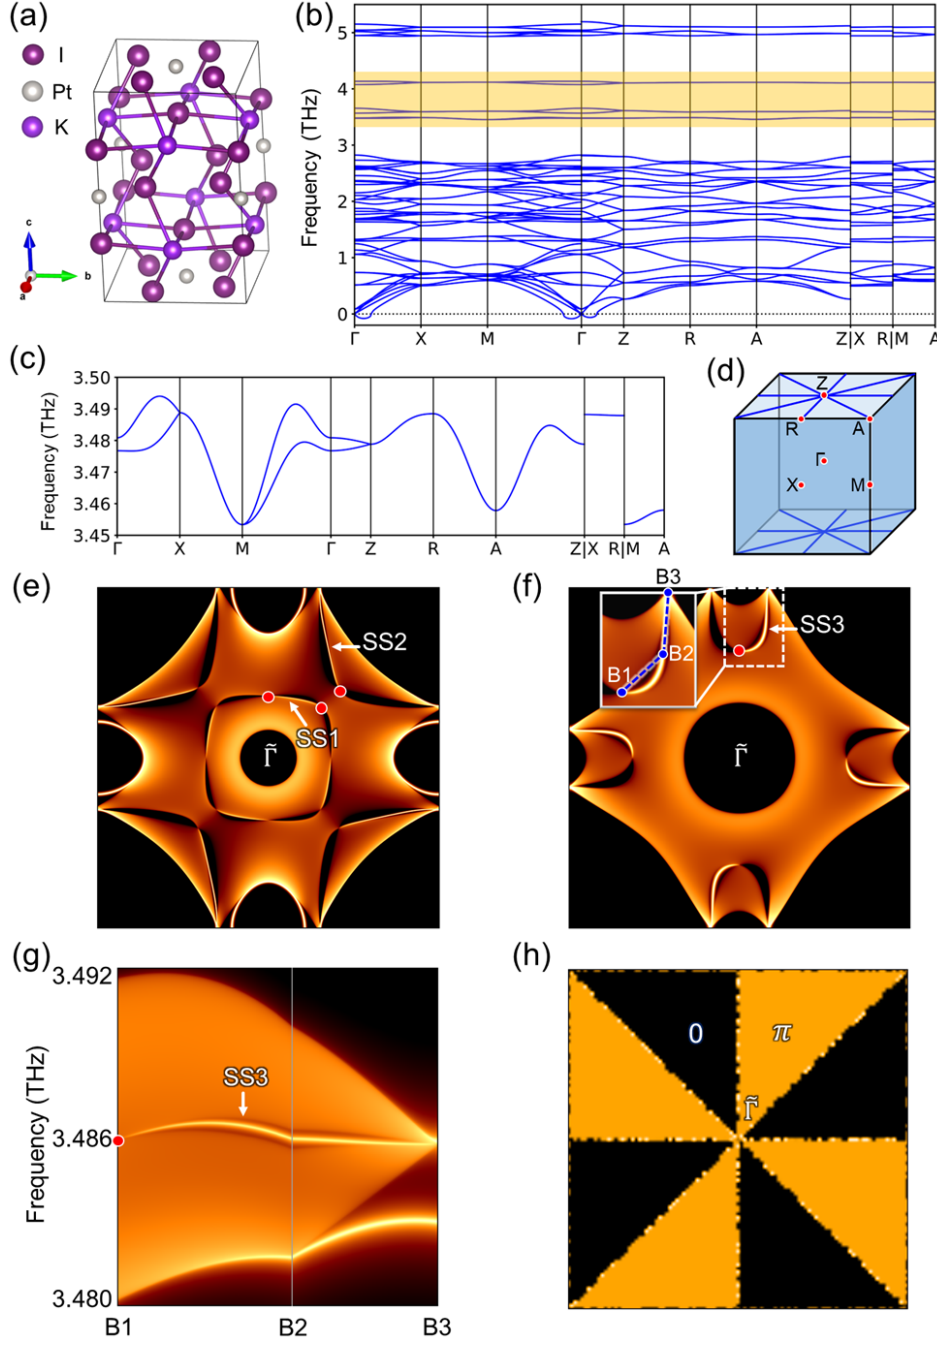 (a)
I
Pt
K
c
b
a
(b)
Frequency (THz)
5
4
3
2
1
0
Γ X M Γ Z R A Z|X R|M A
(c)
Frequency (THz)
3.50
3.49
3.48
3.47
3.46
3.45
Γ X M Γ Z R A Z|X R|M A
(d)
Z
R A
Γ
X M
(e)
SS2
SS1
Γ̃
(f)
B3
SS3
B2
B1
Γ̃
(g)
Frequency (THz)
3.492
SS3
3.486
3.480
B1 B2 B3
(h)
0 π
Γ̃